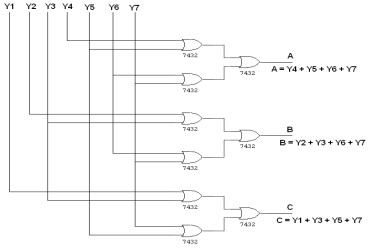 Y1 Y2 Y3 Y4 Y5 Y6 Y7
7432
A
7432
A = Y4 + Y5 + Y6 + Y7
7432
7432
B
7432
B = Y2 + Y3 + Y6 + Y7
7432
7432
C
7432
C = Y1 + Y3 + Y5 + Y7
7432